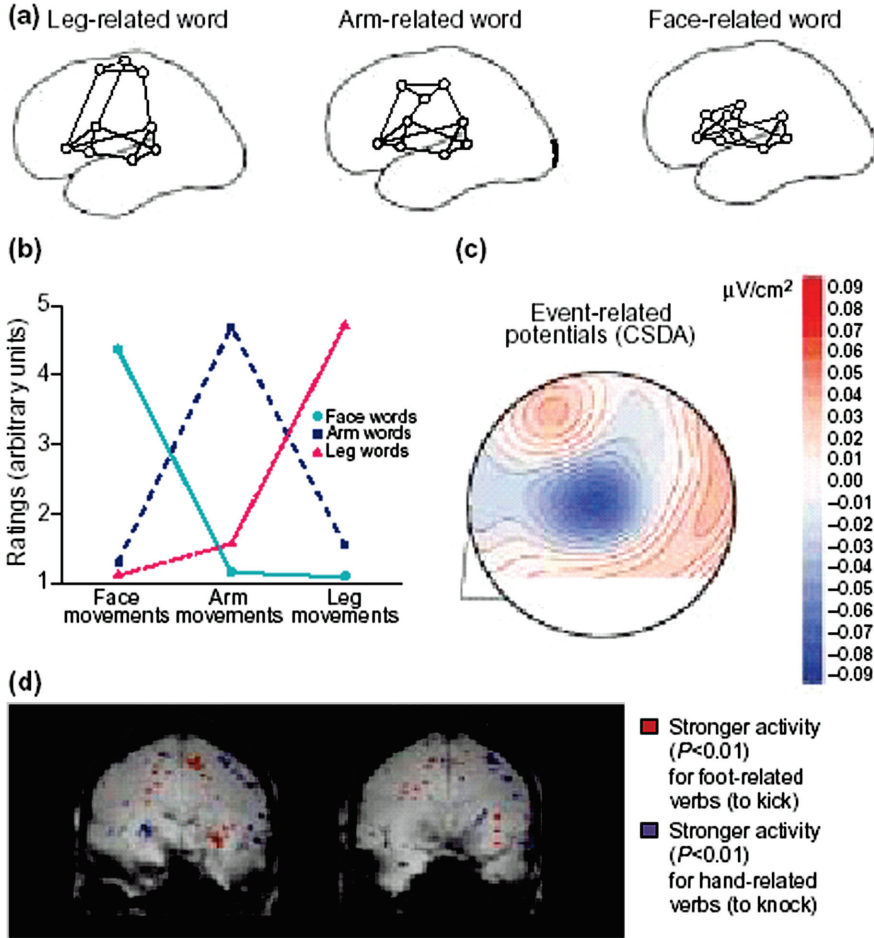 (a)
Leg-related word
Arm-related word
Face-related word
(b)
5
4
3
2
1
Ratings (arbitrary units)
Face words
Arm words
Leg words
Face
movements
Arm
movements
Leg
movements
(c)
Event-related
potentials (CSDA)
μV/cm²
0.09
0.08
0.07
0.06
0.05
0.04
0.03
0.02
0.01
0.00
–0.01
–0.02
–0.03
–0.04
–0.05
–0.06
–0.07
–0.08
–0.09
(d)
Stronger activity
(P<0.01)
for foot-related
verbs (to kick)
Stronger activity
(P<0.01)
for hand-related
verbs (to knock)